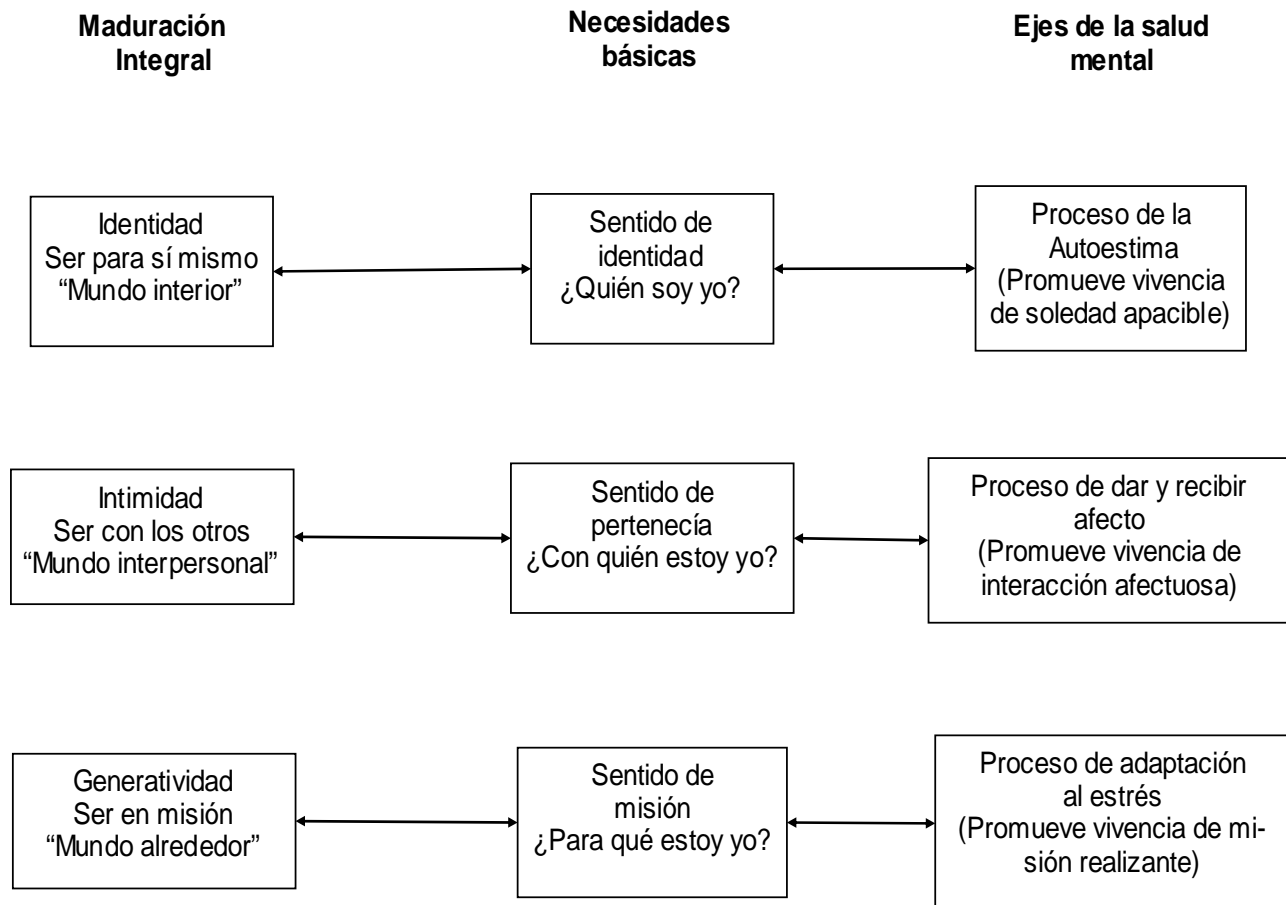 Maduración
Integral
Necesidades
básicas
Ejes de la salud
mental
Identidad
Ser para sí mismo
“Mundo interior”
Sentido de
identidad
¿Quién soy yo?
Proceso de la
Autoestima
(Promueve vivencia
de soledad apacible)
Intimidad
Ser con los otros
“Mundo interpersonal”
Sentido de
pertenecía
¿Con quién estoy yo?
Proceso de dar y recibir
afecto
(Promueve vivencia de
interacción afectuosa)
Generatividad
Ser en misión
“Mundo alrededor”
Sentido de
misión
¿Para qué estoy yo?
Proceso de adaptación
al estrés
(Promueve vivencia de mi-
sión realizante)